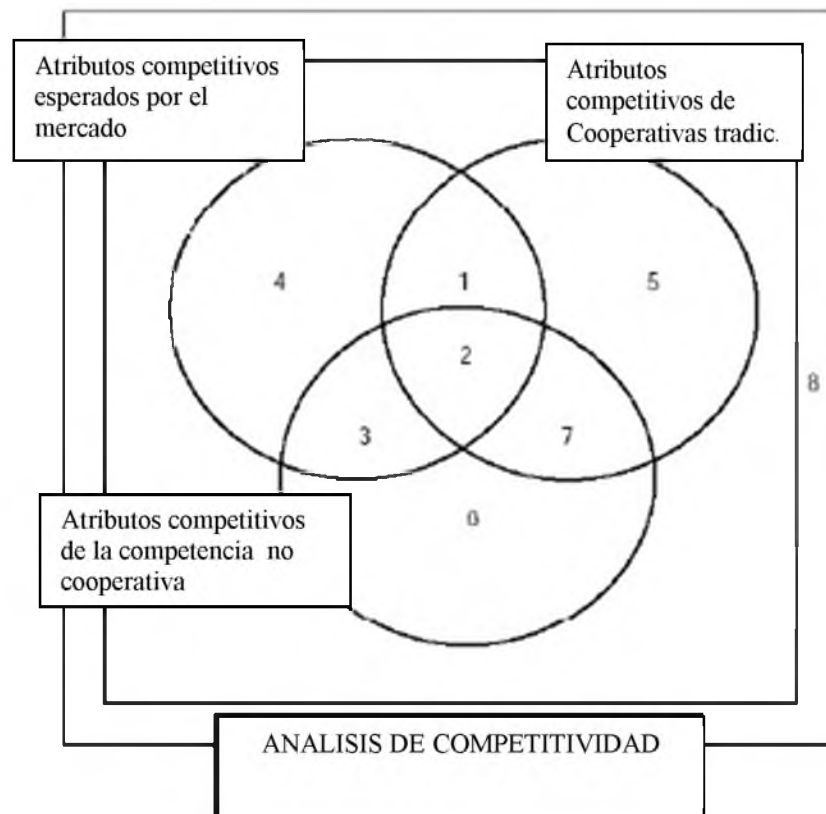 Atributos competitivos
esperados por el
mercado
Atributos
competitivos de
Cooperativas tradic.
4
1
5
2
8
3
7
Atributos competitivos
de la competencia no
cooperativa
6
ANALISIS DE COMPETITIVIDAD